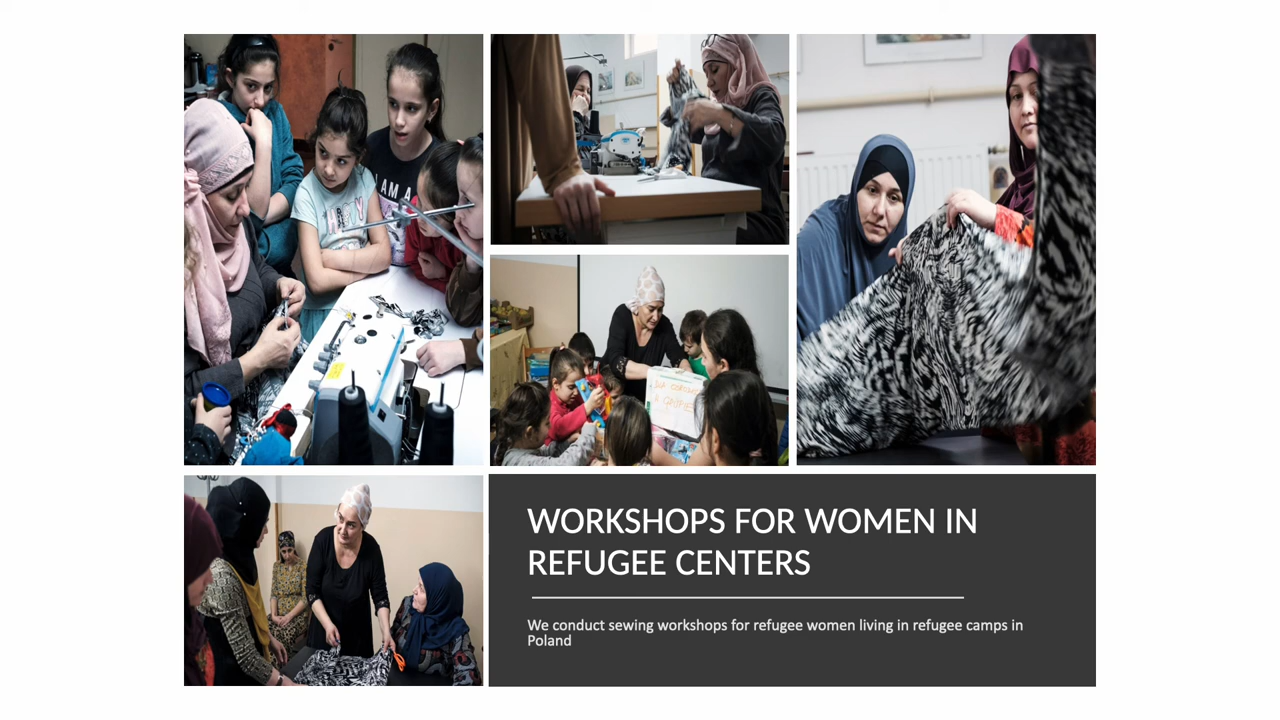 I AM A
WORKSHOPS FOR WOMEN IN
REFUGEE CENTERS
We conduct sewing workshops for refugee women living in refugee camps in
Poland